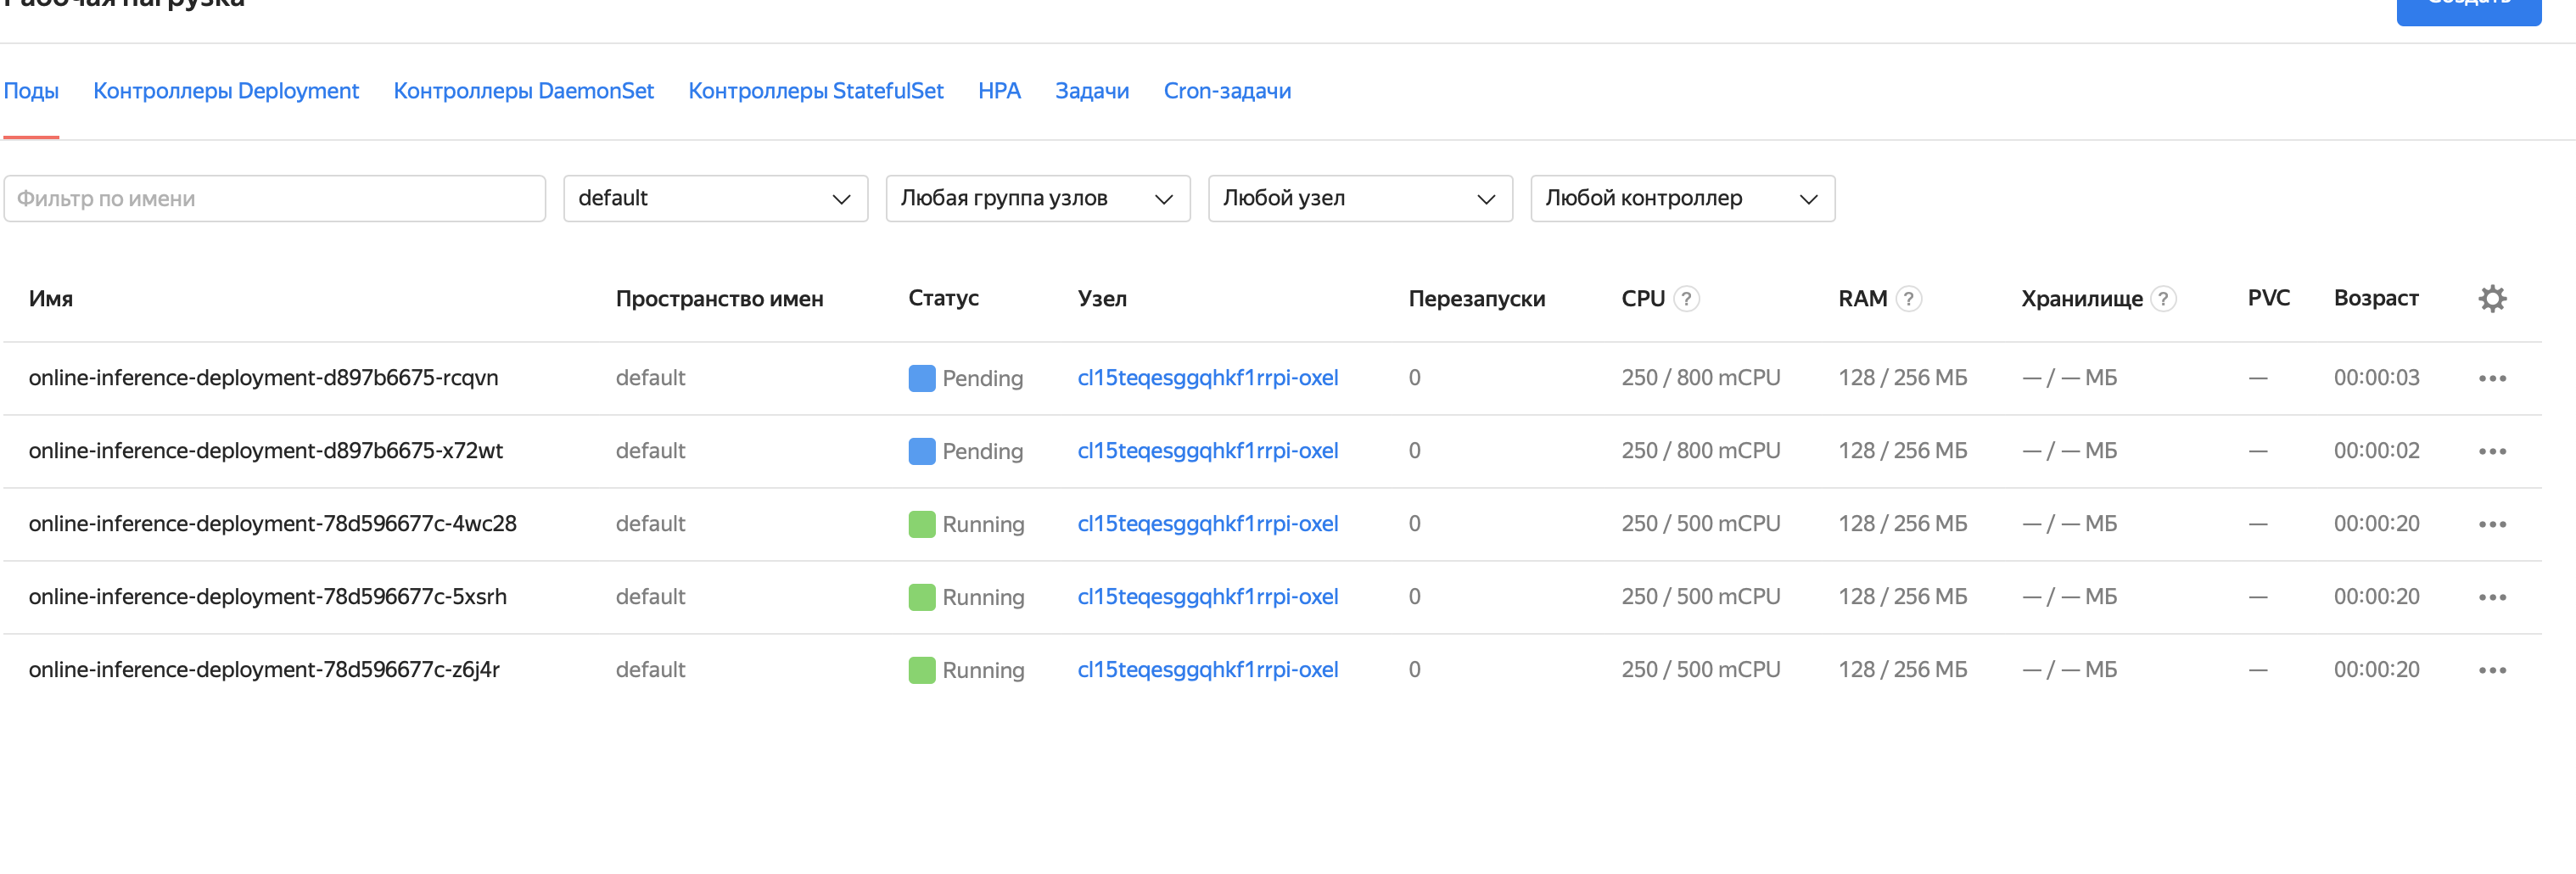 Рабочая нагрузка
Создать
Поды Контроллеры Deployment Контроллеры DaemonSet Контроллеры StatefulSet HPA Задачи Cron-задачи
Фильтр по имени default Любая группа узлов Любой узел Любой контроллер
Имя Пространство имен Статус Узел Перезапуски CPU ? RAM ? Хранилище ? PVC Возраст
online-inference-deployment-d897b6675-rcqvn default Pending cl15teqesggqhkf1rrpi-oxel 0 250 / 800 mCPU 128 / 256 МБ — / — МБ — 00:00:03
online-inference-deployment-d897b6675-x72wt default Pending cl15teqesggqhkf1rrpi-oxel 0 250 / 800 mCPU 128 / 256 МБ — / — МБ — 00:00:02
online-inference-deployment-78d596677c-4wc28 default Running cl15teqesggqhkf1rrpi-oxel 0 250 / 500 mCPU 128 / 256 МБ — / — МБ — 00:00:20
online-inference-deployment-78d596677c-5xsrh default Running cl15teqesggqhkf1rrpi-oxel 0 250 / 500 mCPU 128 / 256 МБ — / — МБ — 00:00:20
online-inference-deployment-78d596677c-z6j4r default Running cl15teqesggqhkf1rrpi-oxel 0 250 / 500 mCPU 128 / 256 МБ — / — МБ — 00:00:20